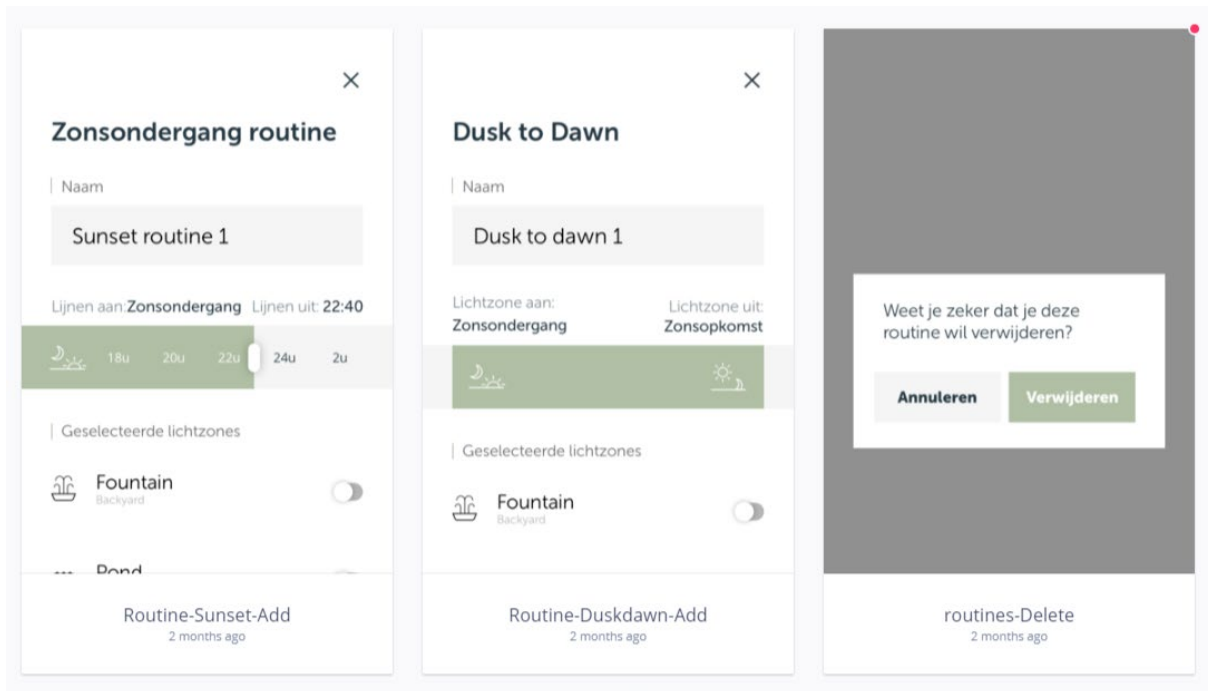 Zonsondergang routine
Naam
Sunset routine 1
Lijnen aan:Zonsondergang Lijnen uit: 22:40
18u 20u 22u 24u 2u
Geselecteerde lichtzones
Fountain
Backyard
Pond
Routine-Sunset-Add
2 months ago
Dusk to Dawn
Naam
Dusk to dawn 1
Lichtzone aan: Lichtzone uit:
Zonsondergang Zonsopkomst
Geselecteerde lichtzones
Fountain
Backyard
Routine-Duskdawn-Add
2 months ago
Weet je zeker dat je deze
routine wil verwijderen?
Annuleren Verwijderen
routines-Delete
2 months ago